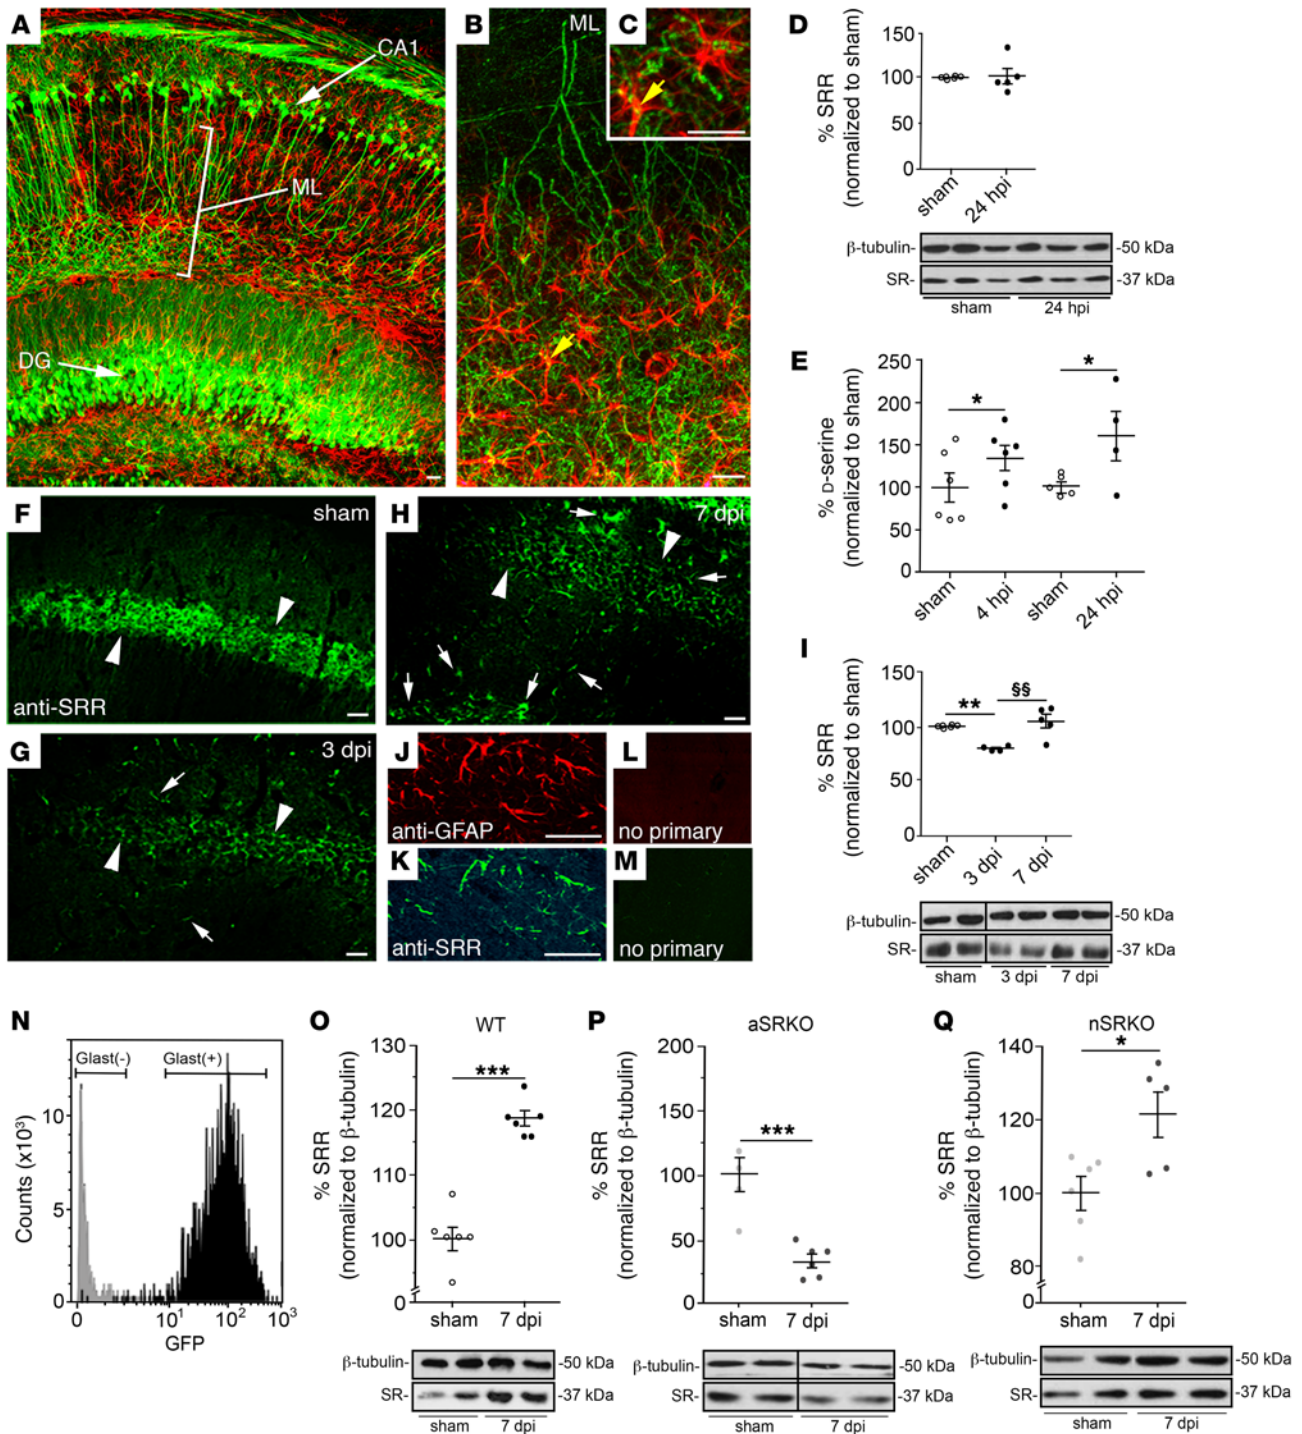 A
CA1
ML
DG
B
ML
C
D
% SRR
(normalized to sham)
150
100
50
0
sham
24 hpi
β-tubulin-
-50 kDa
SR-
-37 kDa
sham
24 hpi
E
% D-serine
(normalized to sham)
250
200
150
100
50
0
*
*
sham
4 hpi
sham
24 hpi
F
sham
anti-SRR
G
3 dpi
H
7 dpi
I
% SRR
(normalized to sham)
150
100
50
0
**
§§
sham
3 dpi
7 dpi
β-tubulin-
-50 kDa
SR-
-37 kDa
sham
3 dpi
7 dpi
J
anti-GFAP
K
anti-SRR
L
no primary
M
no primary
N
Glast(-)
Glast(+)
Counts (x10³)
10
5
0
0
10¹
10²
10³
GFP
O
WT
% SRR
(normalized to β-tubulin)
130
120
110
100
0
***
sham
7 dpi
β-tubulin-
-50 kDa
SR-
-37 kDa
sham
7 dpi
P
aSRKO
% SRR
(normalized to β-tubulin)
200
150
100
50
0
***
sham
7 dpi
β-tubulin-
-50 kDa
SR-
-37 kDa
sham
7 dpi
Q
nSRKO
% SRR
(normalized to β-tubulin)
140
120
100
80
0
*
sham
7 dpi
β-tubulin-
-50 kDa
SR-
-37 kDa
sham
7 dpi